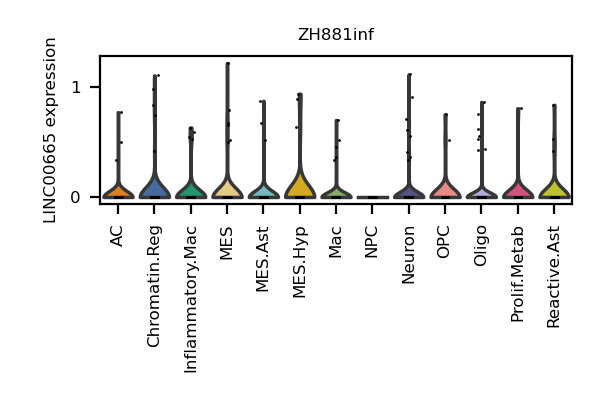 ZH881inf
LINC00665 expression
1
0
AC
Chromatin.Reg
Inflammatory.Mac
MES
MES.Ast
MES.Hyp
Mac
NPC
Neuron
OPC
Oligo
Prolif.Metab
Reactive.Ast